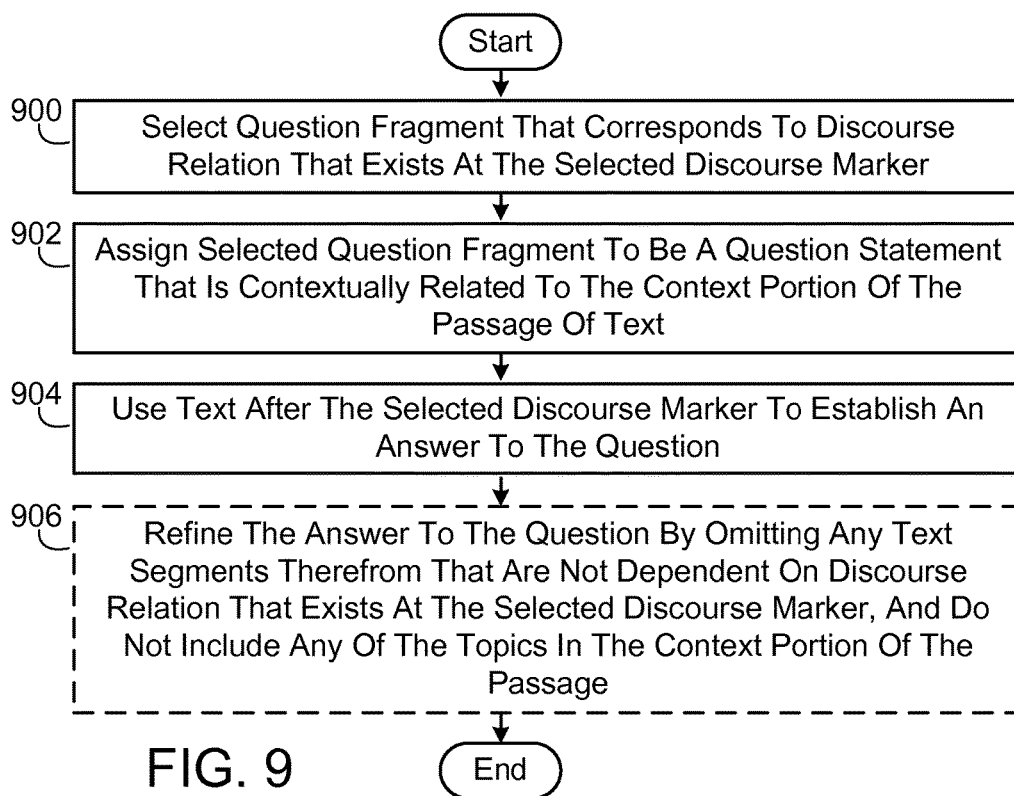 Start
900
Select Question Fragment That Corresponds To Discourse
Relation That Exists At The Selected Discourse Marker
902
Assign Selected Question Fragment To Be A Question Statement
That Is Contextually Related To The Context Portion Of The
Passage Of Text
904
Use Text After The Selected Discourse Marker To Establish An
Answer To The Question
906
Refine The Answer To The Question By Omitting Any Text
Segments Therefrom That Are Not Dependent On Discourse
Relation That Exists At The Selected Discourse Marker, And Do
Not Include Any Of The Topics In The Context Portion Of The
Passage
FIG. 9
End